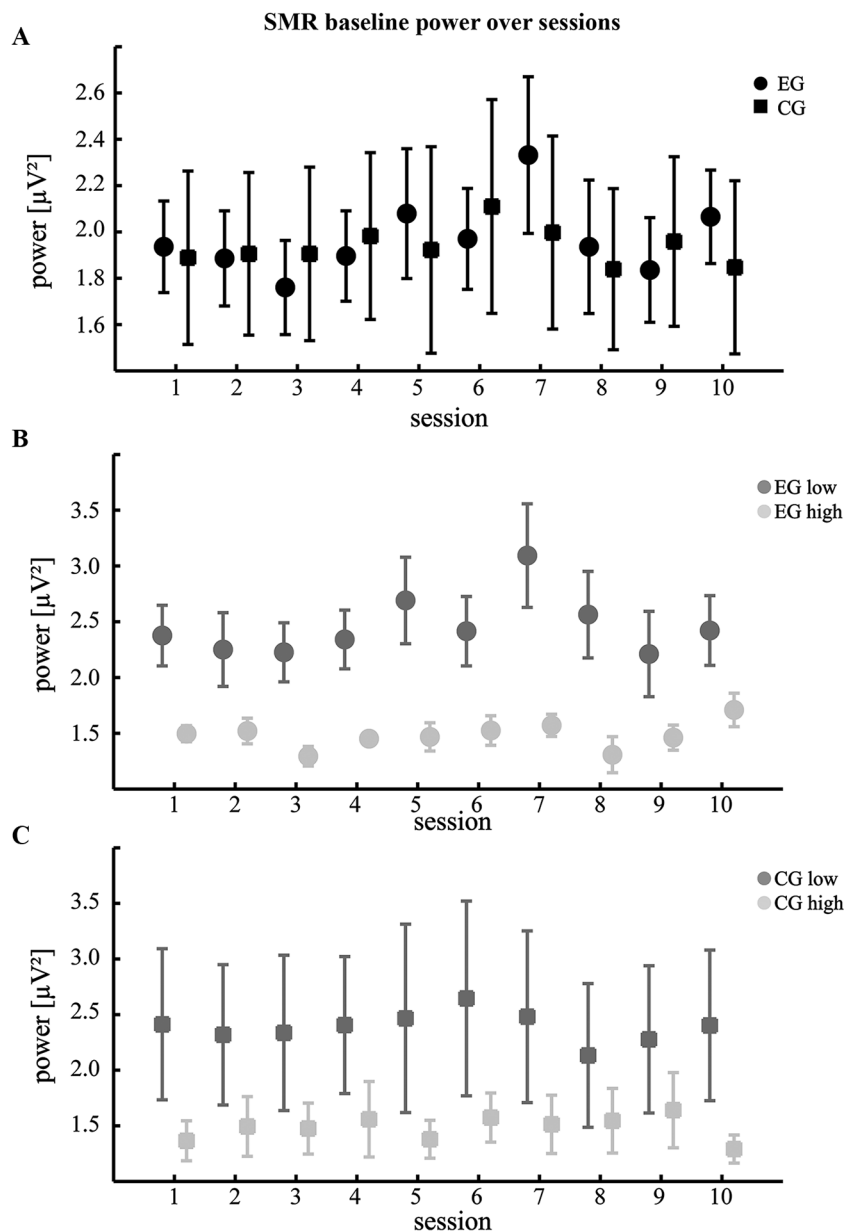 SMR baseline power over sessions
A
EG
CG
power [µV²]
2.6
2.4
2.2
2.0
1.8
1.6
1 2 3 4 5 6 7 8 9 10
session
B
EG low
EG high
power [µV²]
3.5
3.0
2.5
2.0
1.5
1 2 3 4 5 6 7 8 9 10
session
C
CG low
CG high
power [µV²]
3.5
3.0
2.5
2.0
1.5
1 2 3 4 5 6 7 8 9 10
session